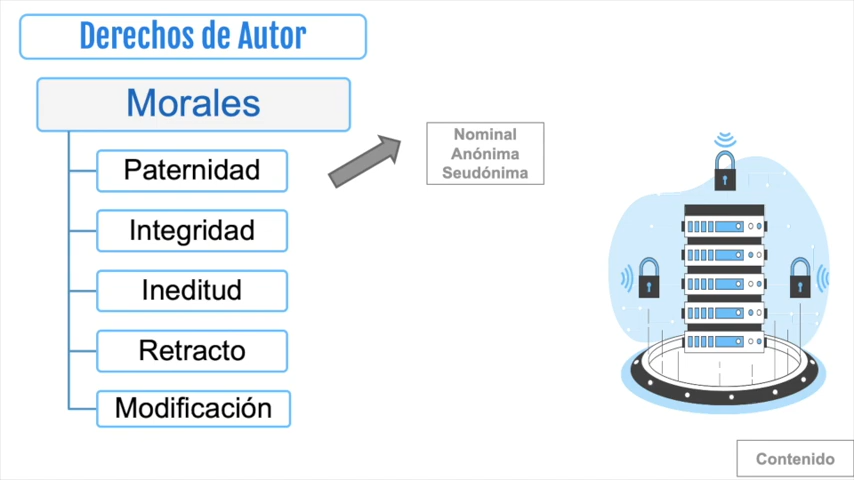 Derechos de Autor
Morales
Paternidad
Nominal
Anónima
Seudónima
Integridad
Ineditud
Retracto
Modificación
Contenido